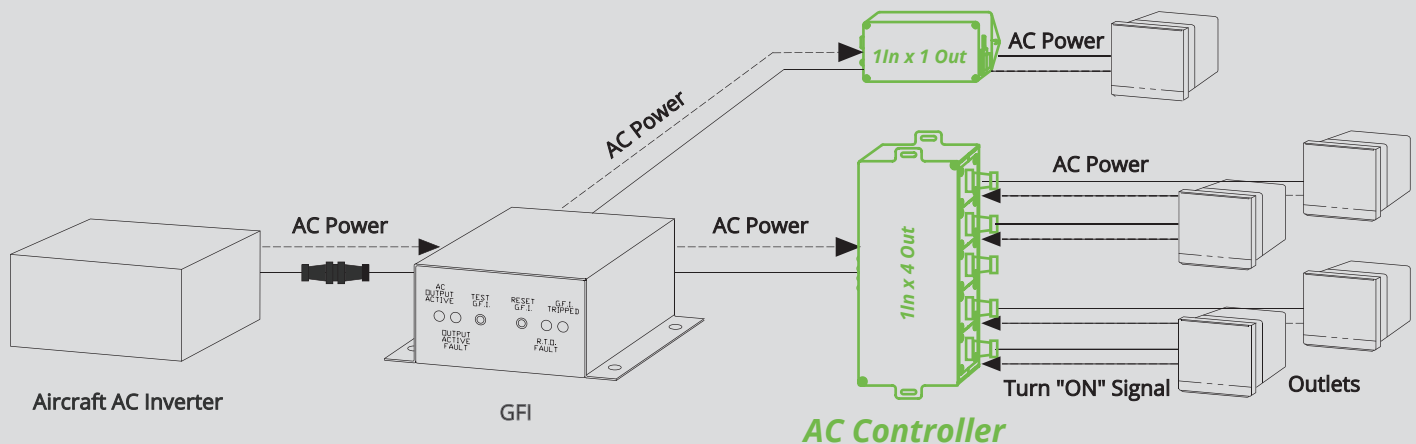 1In x 1 Out
AC Power
AC Power
AC Power
AC Power
AC Power
1In x 4 Out
AC
OUTPUT
ACTIVE
TEST
G.F.I.
RESET
G.F.I.
G.F.I.
TRIPPED
OUTPUT
ACTIVE
FAULT
R.T.O.
FAULT
Aircraft AC Inverter
GFI
Turn "ON" Signal
Outlets
AC Controller